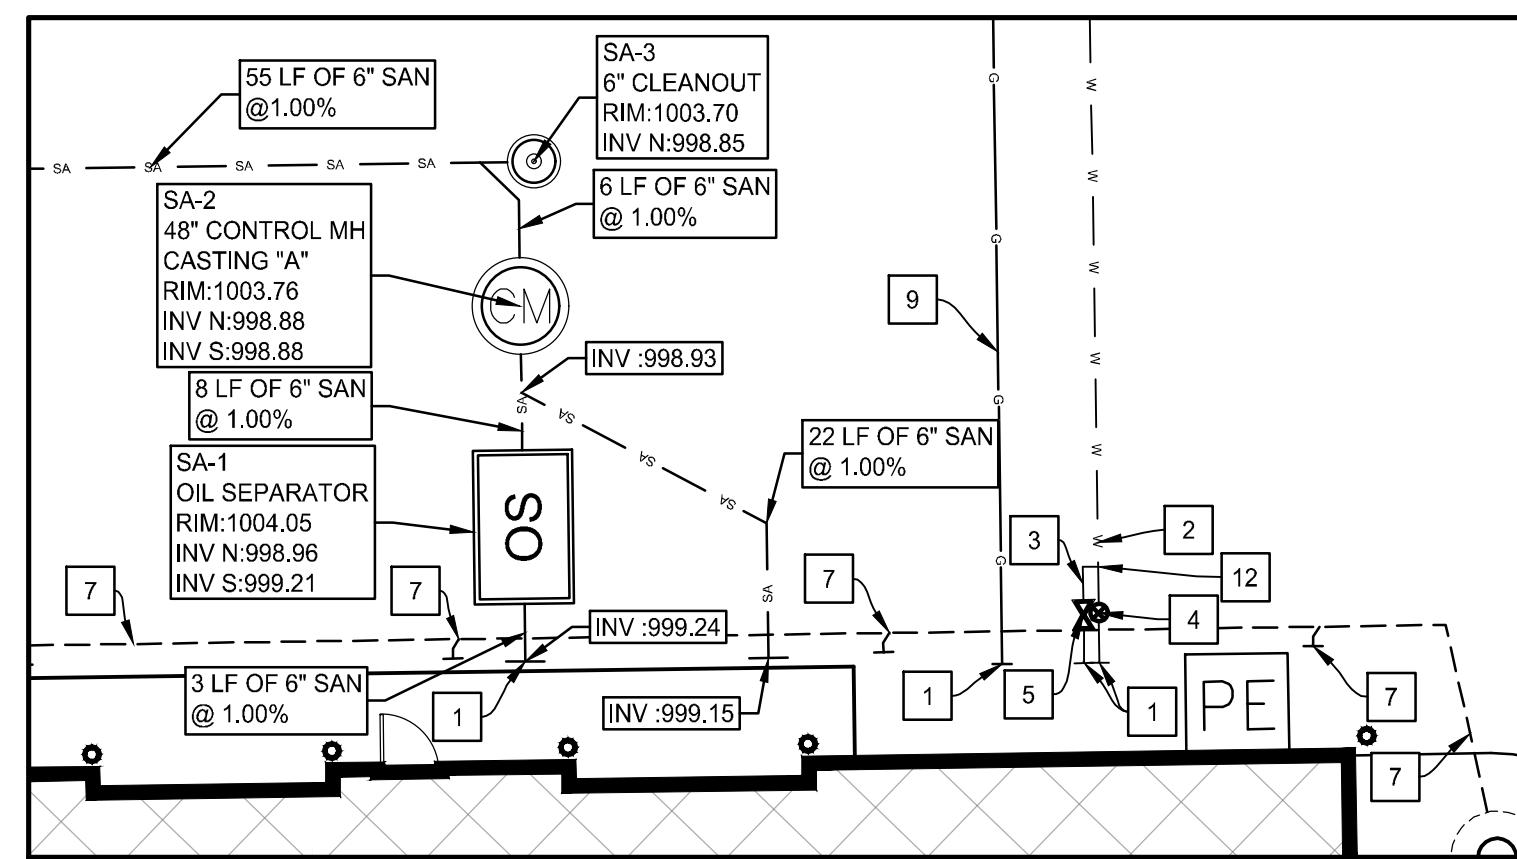 55 LF OF 6" SAN
@1.00%
SA-3
6" CLEANOUT
RIM:1003.70
INV N:998.85
SA
SA
SA
SA
SA
6 LF OF 6" SAN
@ 1.00%
SA-2
48" CONTROL MH
CASTING "A"
RIM:1003.76
INV N:998.88
INV S:998.88
CM
INV :998.93
8 LF OF 6" SAN
@ 1.00%
SA
SA
SA
SA
SA
22 LF OF 6" SAN
@ 1.00%
SA-1
OIL SEPARATOR
RIM:1004.05
INV N:998.96
INV S:999.21
OS
G
G
G
G
W
W
W
W
W
W
W
9
3
2
12
4
7
7
7
INV :999.24
3 LF OF 6" SAN
@ 1.00%
1
INV :999.15
1
5
1
PE
7
7